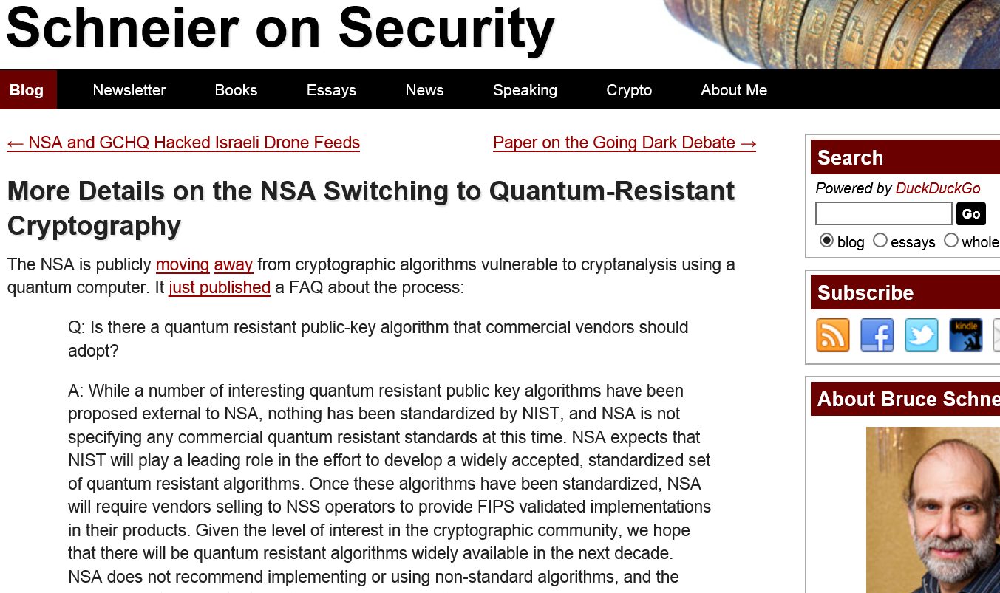 Schneier on Security
Blog
Newsletter
Books
Essays
News
Speaking
Crypto
About Me
← NSA and GCHQ Hacked Israeli Drone Feeds
Paper on the Going Dark Debate →
More Details on the NSA Switching to Quantum-Resistant
Cryptography
The NSA is publicly moving away from cryptographic algorithms vulnerable to cryptanalysis using a
quantum computer. It just published a FAQ about the process:
Q: Is there a quantum resistant public-key algorithm that commercial vendors should
adopt?
A: While a number of interesting quantum resistant public key algorithms have been
proposed external to NSA, nothing has been standardized by NIST, and NSA is not
specifying any commercial quantum resistant standards at this time. NSA expects that
NIST will play a leading role in the effort to develop a widely accepted, standardized set
of quantum resistant algorithms. Once these algorithms have been standardized, NSA
will require vendors selling to NSS operators to provide FIPS validated implementations
in their products. Given the level of interest in the cryptographic community, we hope
that there will be quantum resistant algorithms widely available in the next decade.
NSA does not recommend implementing or using non-standard algorithms, and the
Search
Powered by DuckDuckGo
Go
blog
essays
whole
Subscribe
kindle
About Bruce Schne